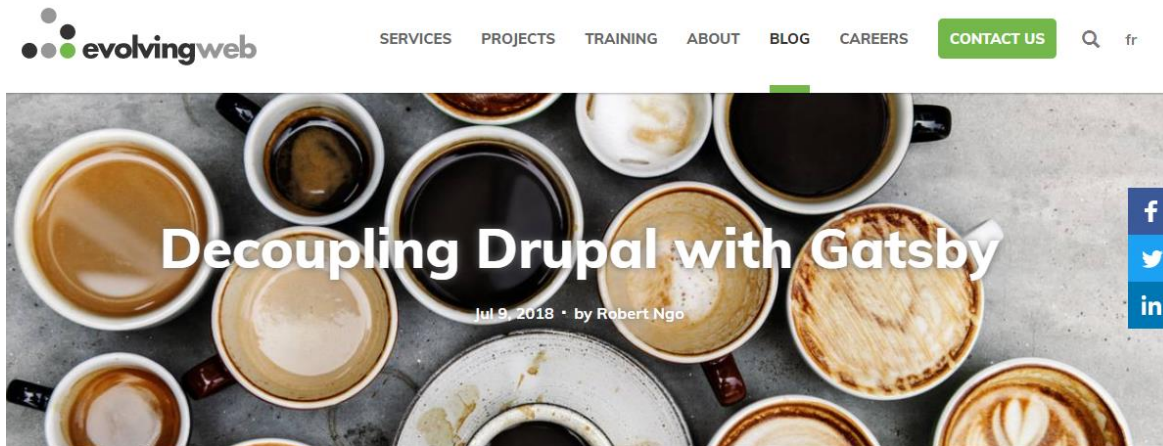 evolvingweb
SERVICES PROJECTS TRAINING ABOUT BLOG CAREERS CONTACT US fr
Decoupling Drupal with Gatsby
Jul 9, 2018 · by Robert Ngo
f
in